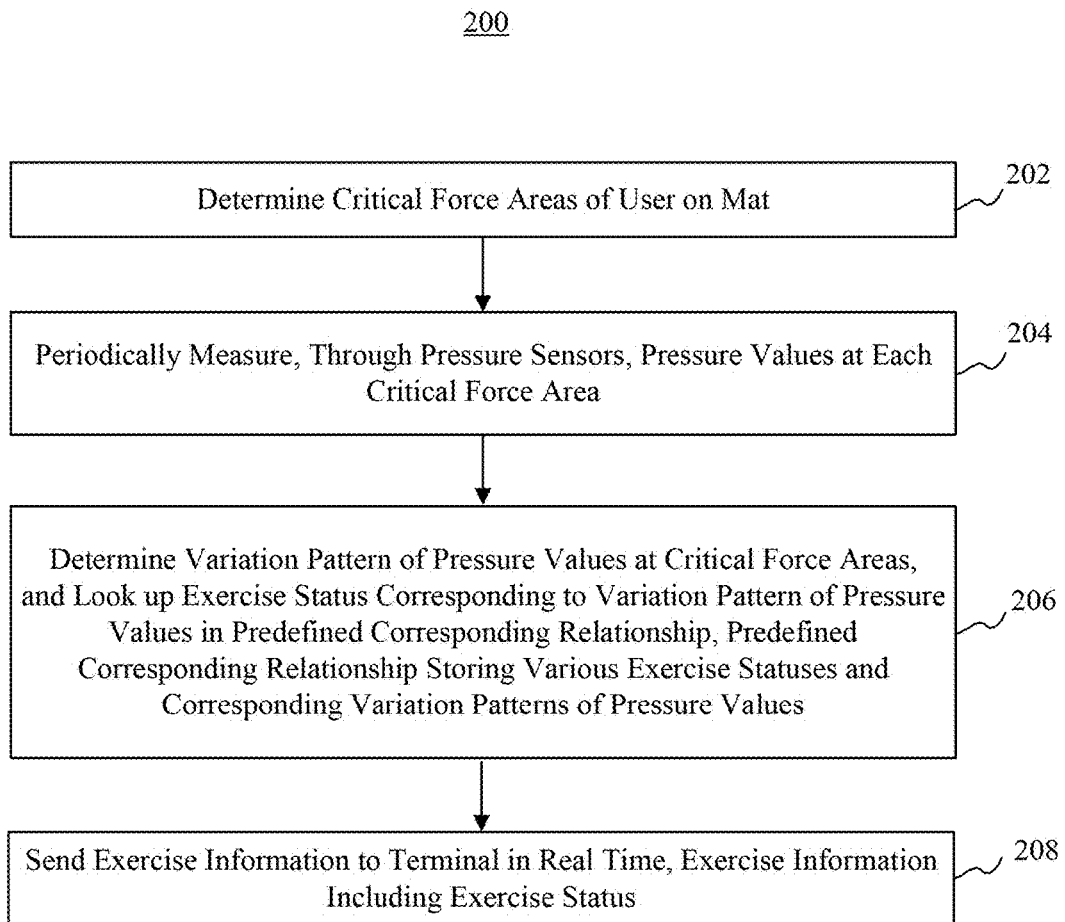 200
Determine Critical Force Areas of User on Mat
202
Periodically Measure, Through Pressure Sensors, Pressure Values at Each
Critical Force Area
204
Determine Variation Pattern of Pressure Values at Critical Force Areas,
and Look up Exercise Status Corresponding to Variation Pattern of Pressure
Values in Predefined Corresponding Relationship, Predefined
Corresponding Relationship Storing Various Exercise Statuses and
Corresponding Variation Patterns of Pressure Values
206
Send Exercise Information to Terminal in Real Time, Exercise Information
Including Exercise Status
208